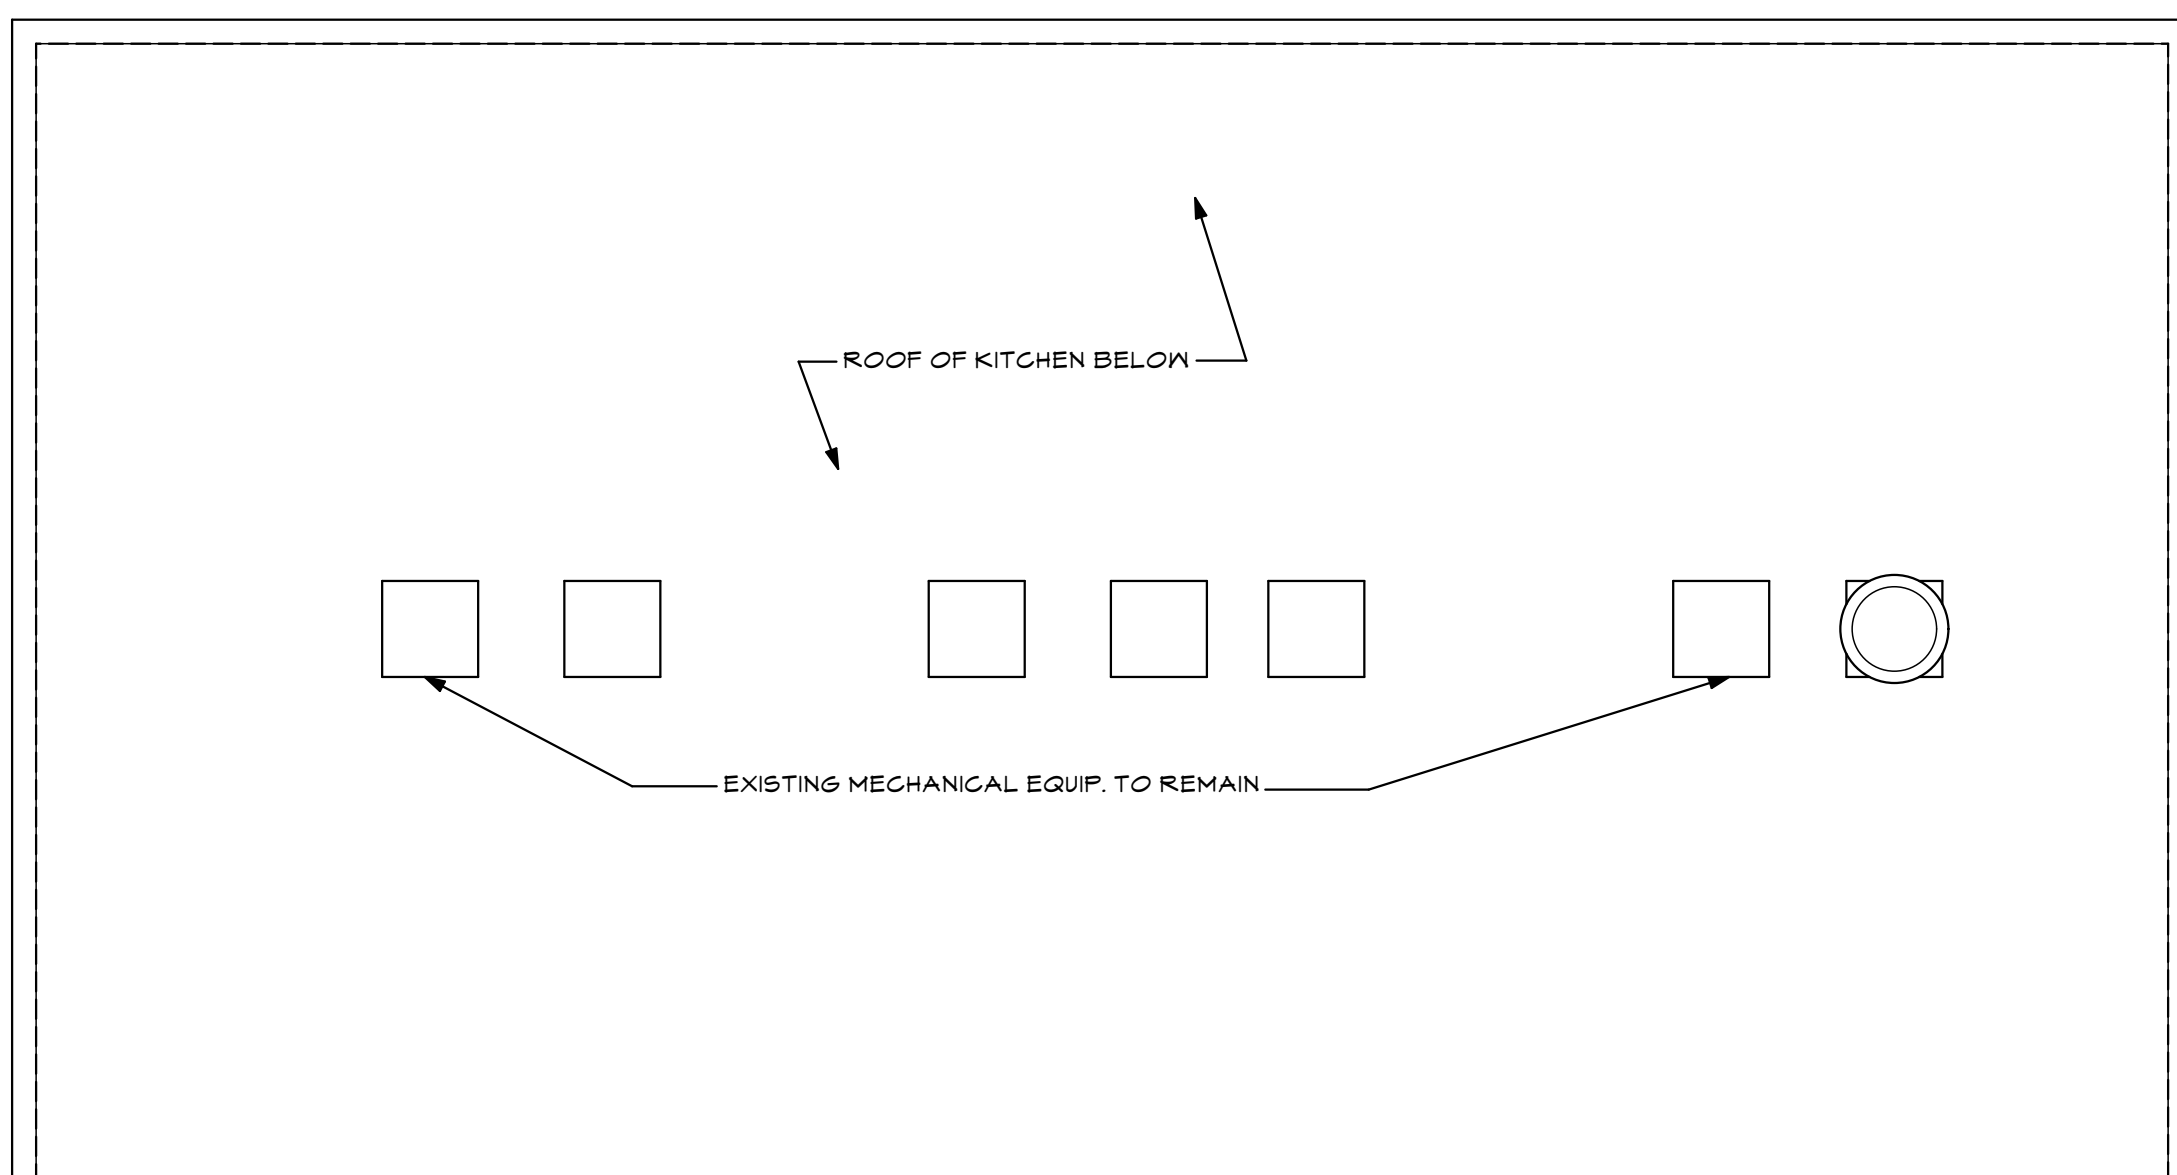 ROOF OF KITCHEN BELOW
EXISTING MECHANICAL EQUIP. TO REMAIN